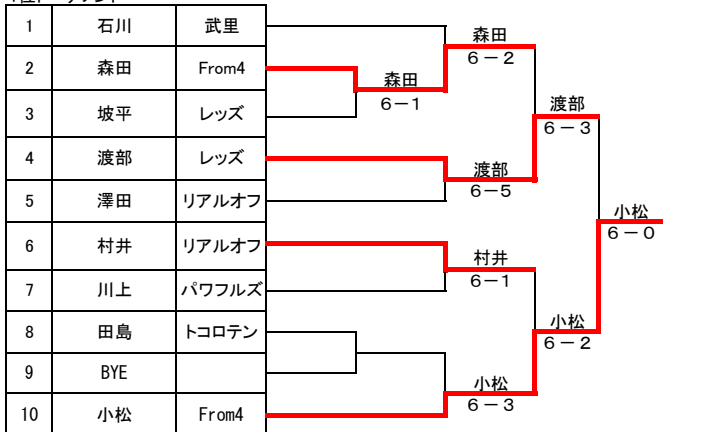 1 石川 武里
2 森田 From4
3 坂平 レッズ
4 渡部 レッズ
5 澤田 リアルオフ
6 村井 リアルオフ
7 川上 パワフルズ
8 田島 トコロテン
9 BYE
10 小松 From4
森田
6－1
森田
6－2
渡部
6－5
渡部
6－3
村井
6－1
小松
6－3
小松
6－2
小松
6－0